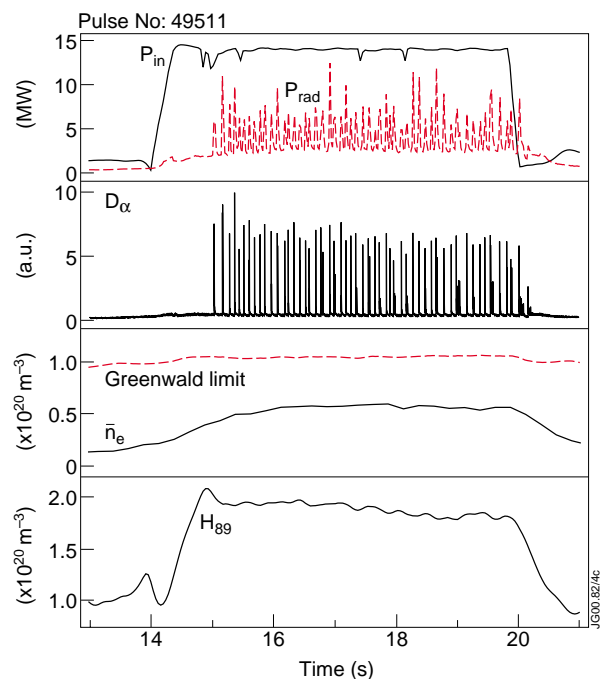 Pulse No: 49511
15
10
5
0
(MW)
P_in
P_rad
10
5
0
(a.u.)
D_α
1.0
0.5
0
(x10^20 m^−3)
Greenwald limit
n̄_e
2.0
1.5
1.0
(x10^20 m^−3)
H_89
14
16
18
20
Time (s)
JG00.82/4c